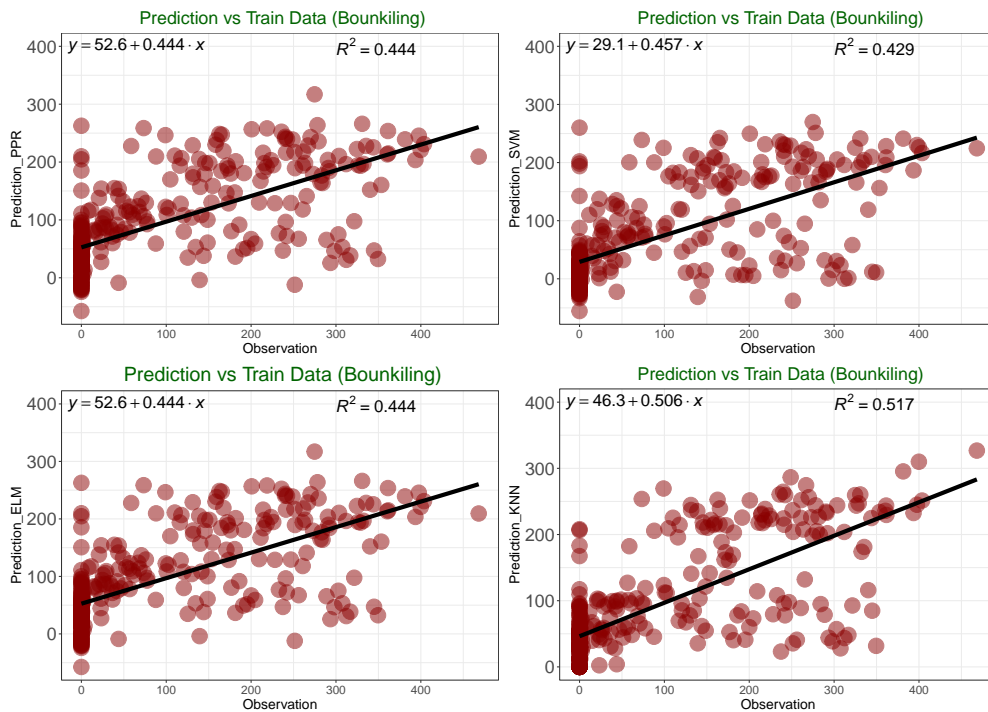 Prediction vs Train Data (Bounkiling)
y = 52.6 + 0.444 · x
R² = 0.444
400
300
200
100
0
Prediction_PPR
0 100 200 300 400
Observation
Prediction vs Train Data (Bounkiling)
y = 29.1 + 0.457 · x
R² = 0.429
400
300
200
100
0
Prediction_SVM
0 100 200 300 400
Observation
Prediction vs Train Data (Bounkiling)
y = 52.6 + 0.444 · x
R² = 0.444
400
300
200
100
0
Prediction_ELM
0 100 200 300 400
Observation
Prediction vs Train Data (Bounkiling)
y = 46.3 + 0.506 · x
R² = 0.517
400
300
200
100
0
Prediction_KNN
0 100 200 300 400
Observation